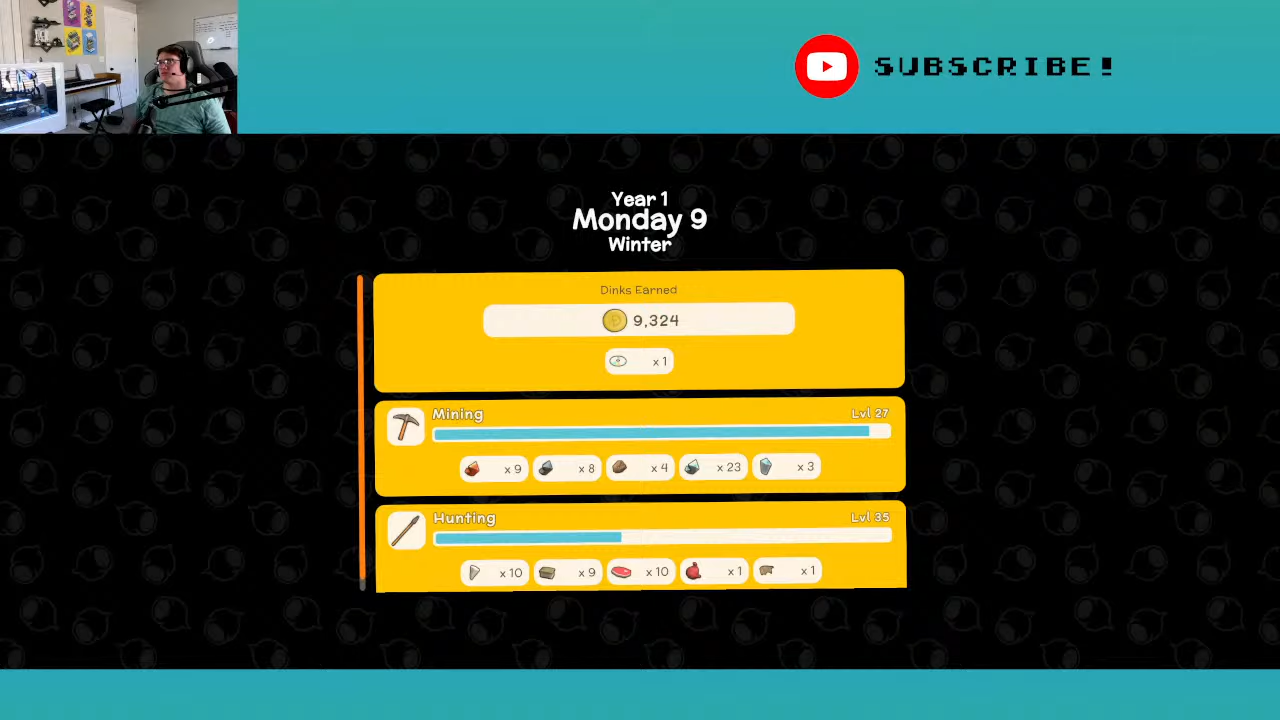 SUBSCRIBE!
Year 1
Monday 9
Winter
Dinks Earned
9,324
x 1
Mining Lvl 27
x 9 x 8 x 4 x 23 x 3
Hunting Lvl 35
x 10 x 9 x 10 x 1 x 1